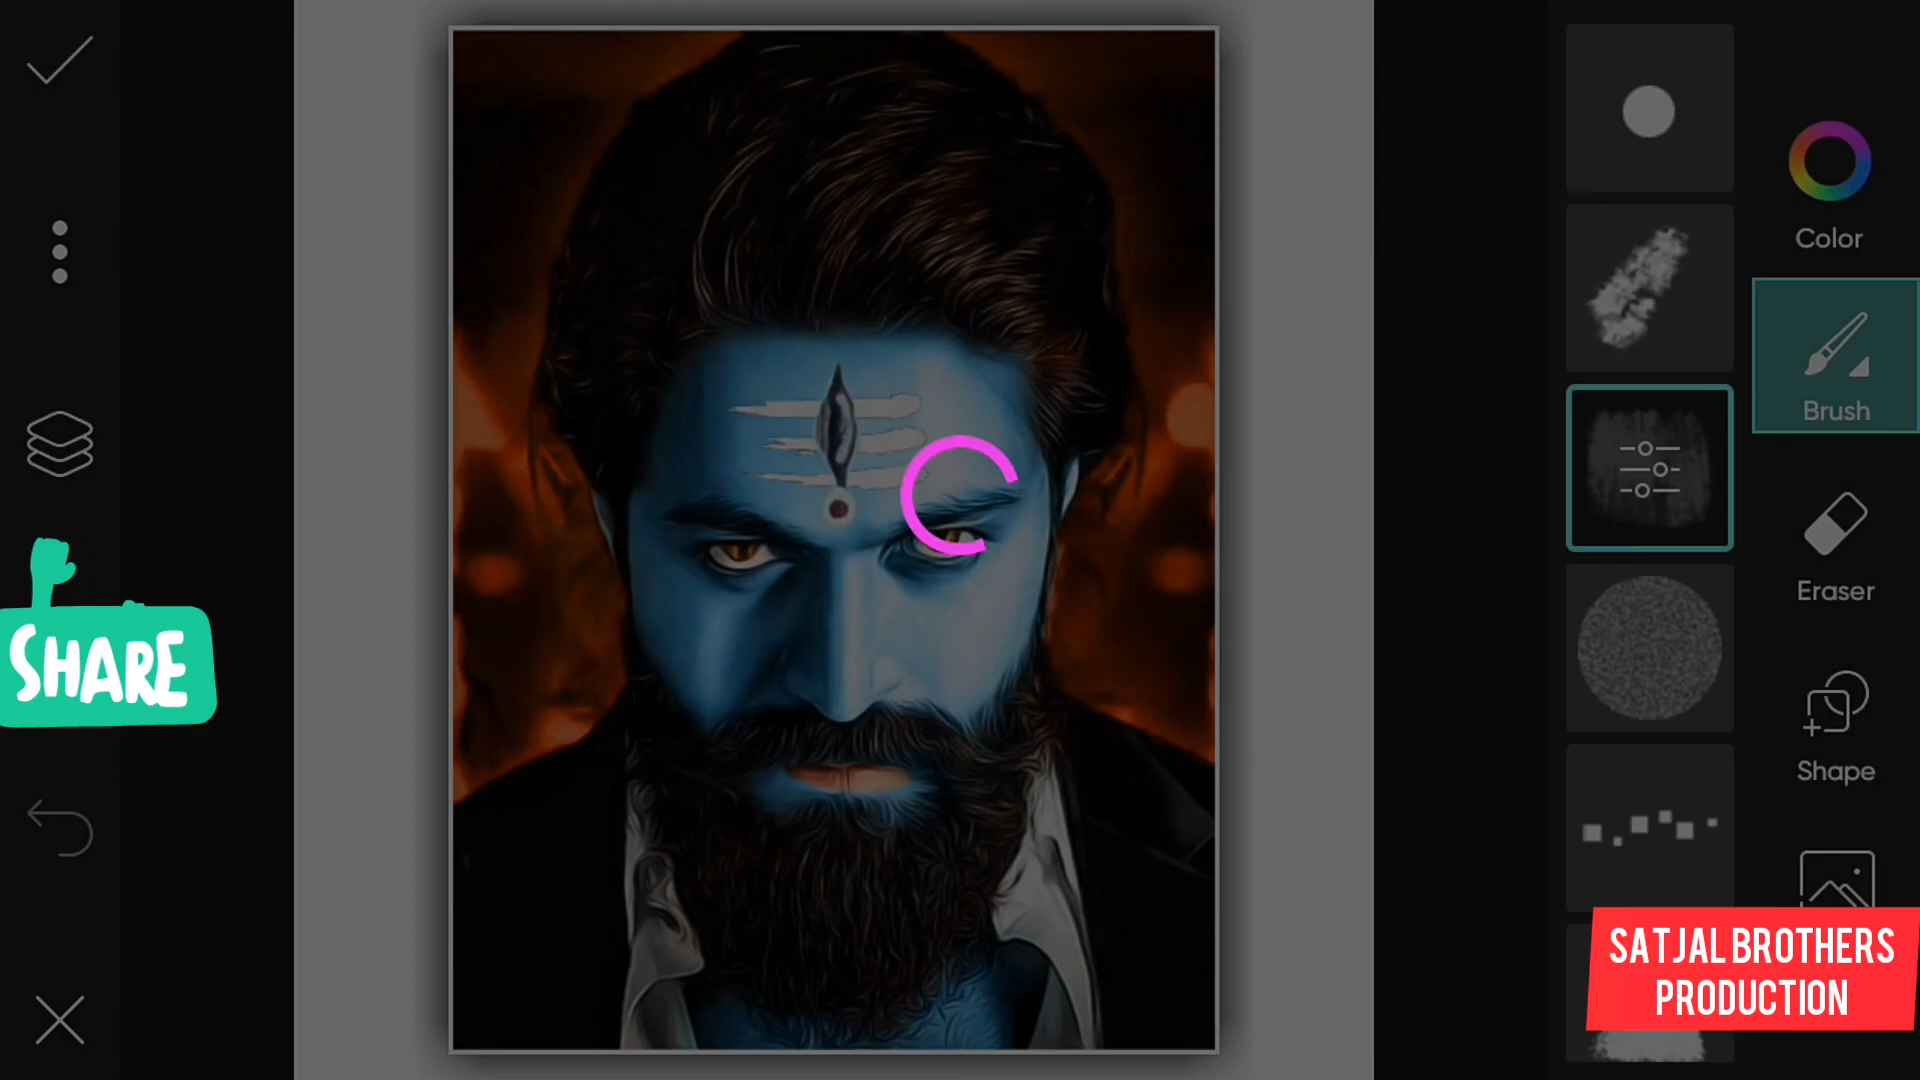 Color
Brush
Eraser
SHARE
Shape
SATJAL BROTHERS
PRODUCTION